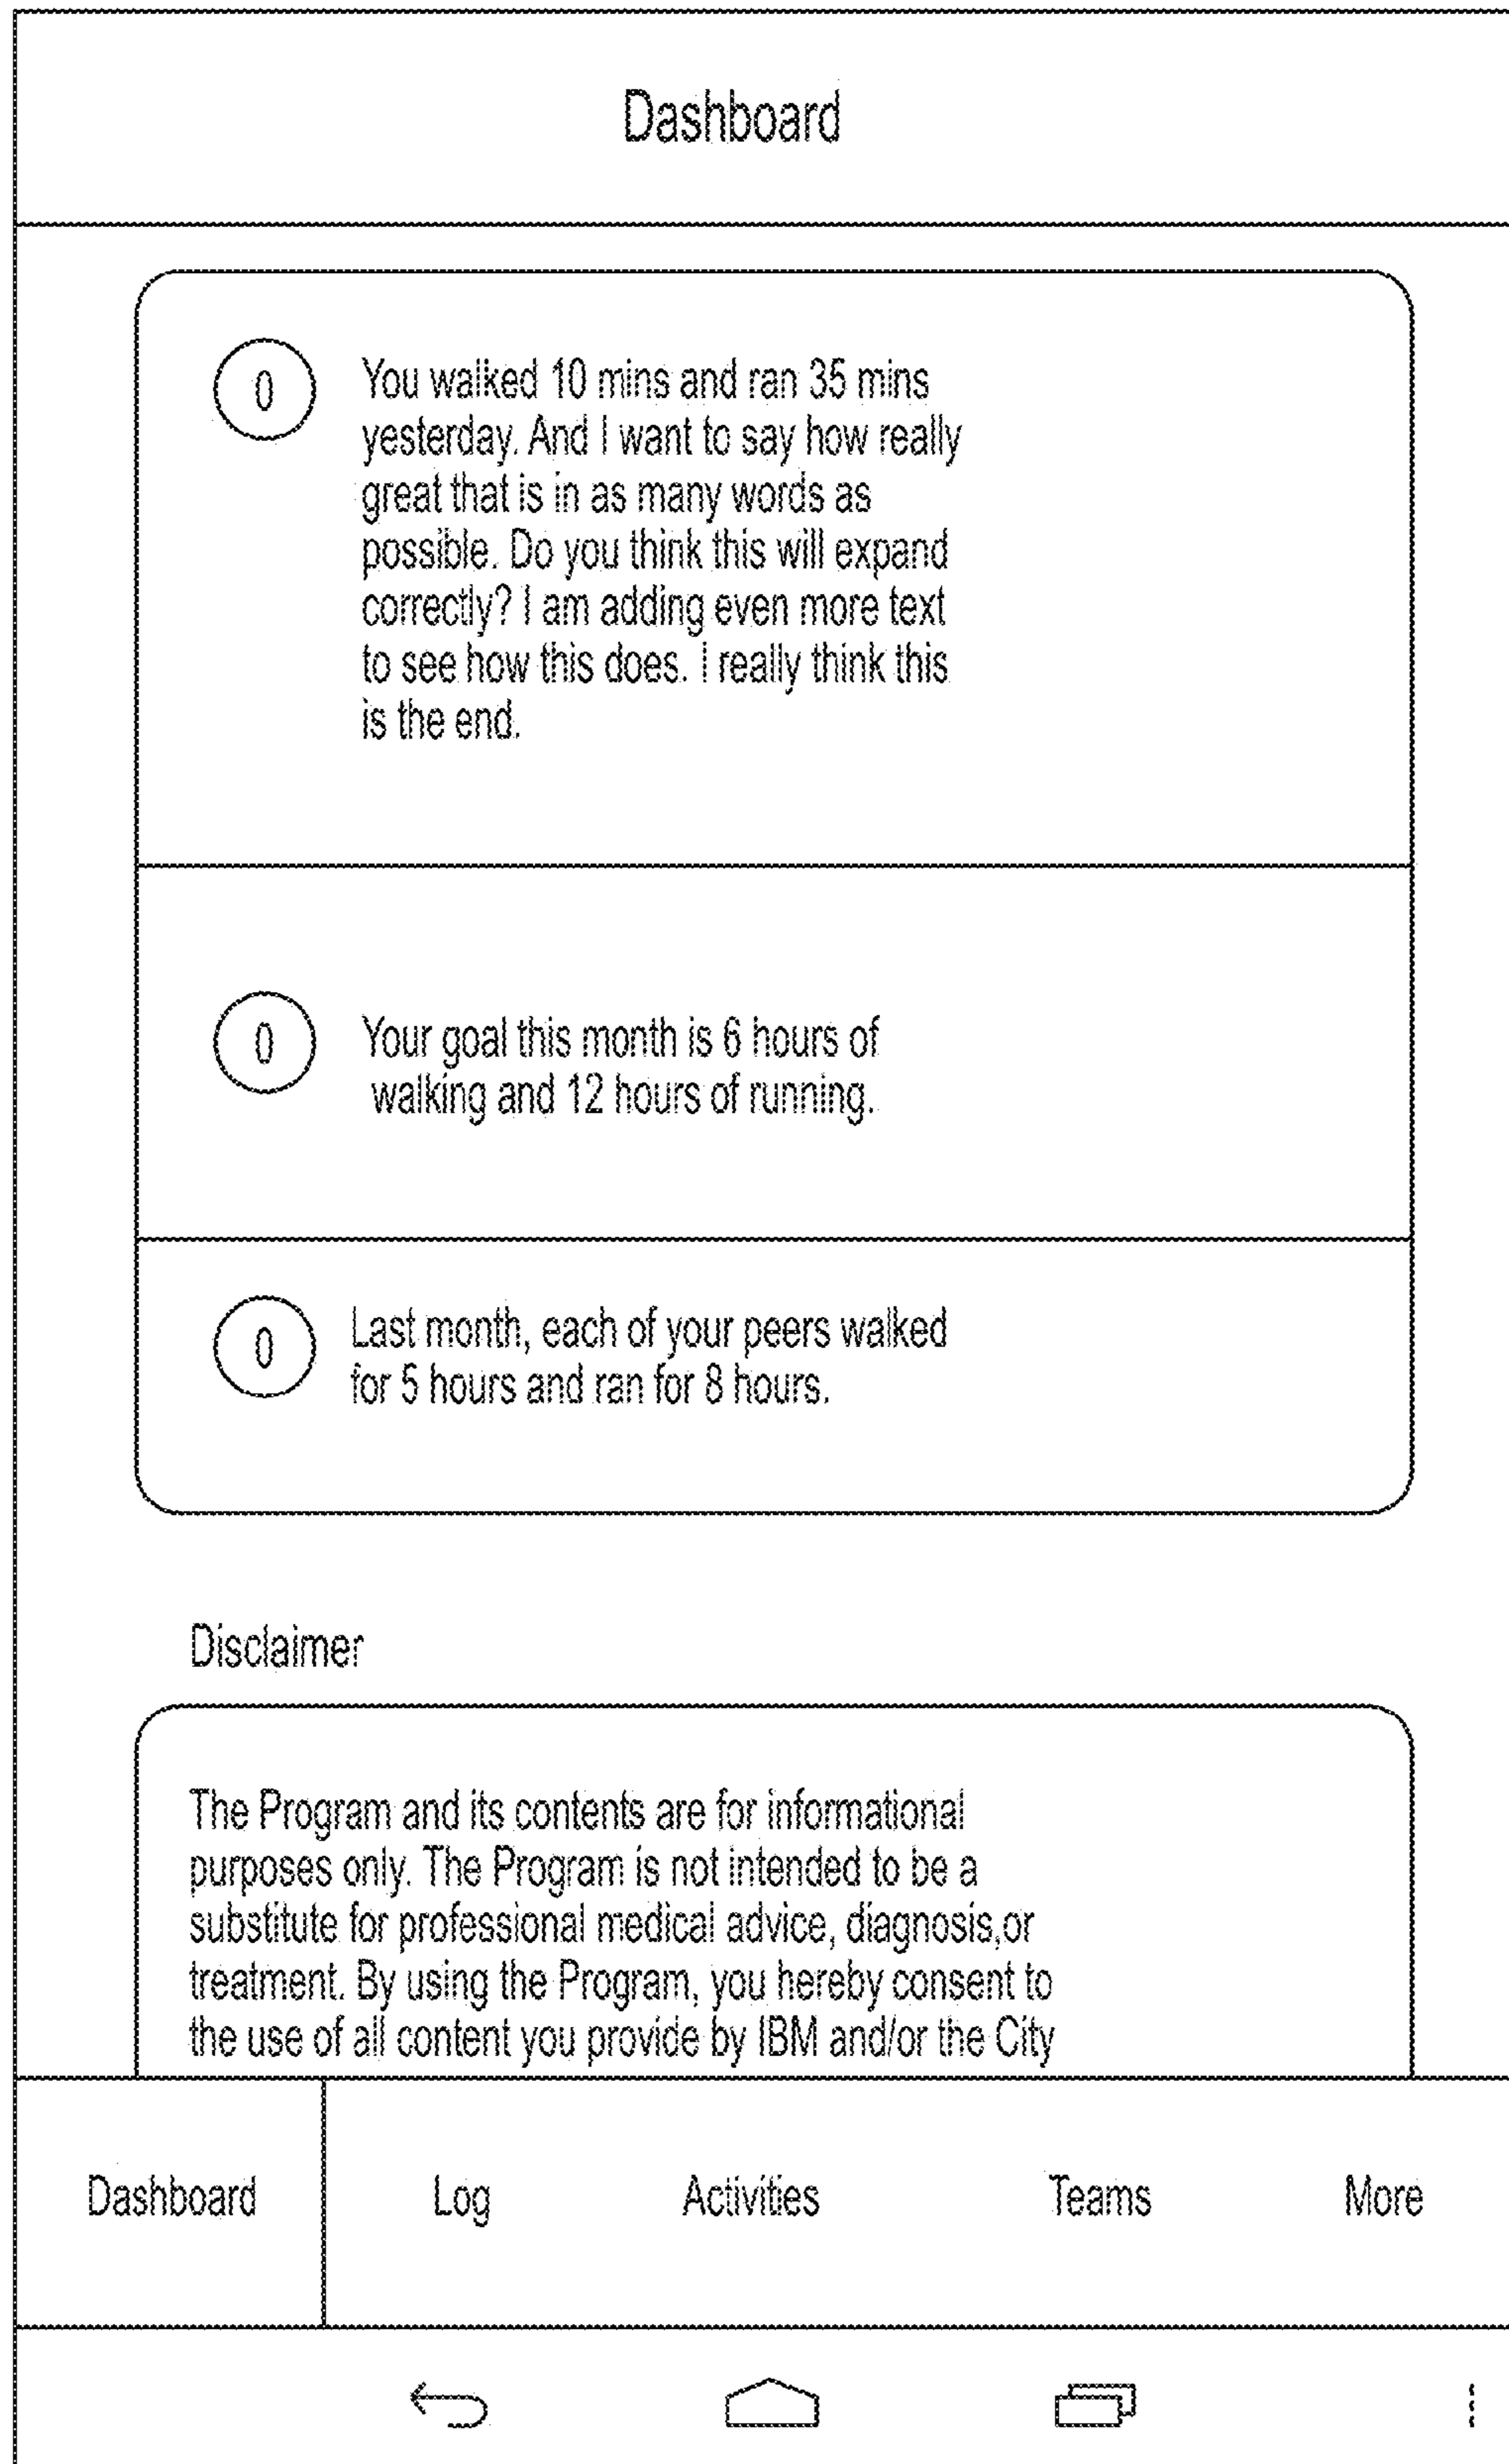 Dashboard
0
You walked 10 mins and ran 35 mins
yesterday. And I want to say how really
great that is in as many words as
possible. Do you think this will expand
correctly? I am adding even more text
to see how this does. I really think this
is the end.
0
Your goal this month is 6 hours of
walking and 12 hours of running.
0
Last month, each of your peers walked
for 5 hours and ran for 8 hours.
Disclaimer
The Program and its contents are for informational
purposes only. The Program is not intended to be a
substitute for professional medical advice, diagnosis,or
treatment. By using the Program, you hereby consent to
the use of all content you provide by IBM and/or the City
Dashboard Log Activities Teams More